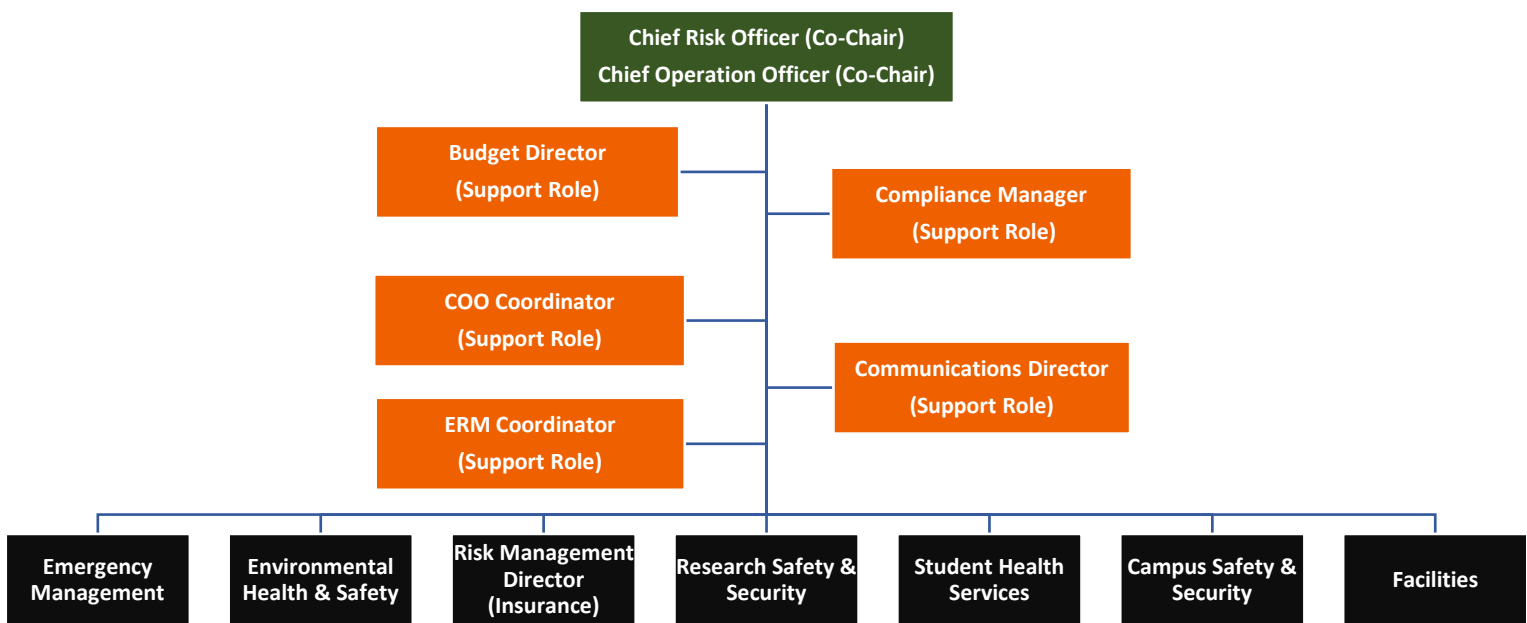 Chief Risk Officer (Co-Chair)
Chief Operation Officer (Co-Chair)
Budget Director
(Support Role)
Compliance Manager
(Support Role)
COO Coordinator
(Support Role)
Communications Director
(Support Role)
ERM Coordinator
(Support Role)
Emergency
Management
Environmental
Health & Safety
Risk Management
Director
(Insurance)
Research Safety &
Security
Student Health
Services
Campus Safety &
Security
Facilities